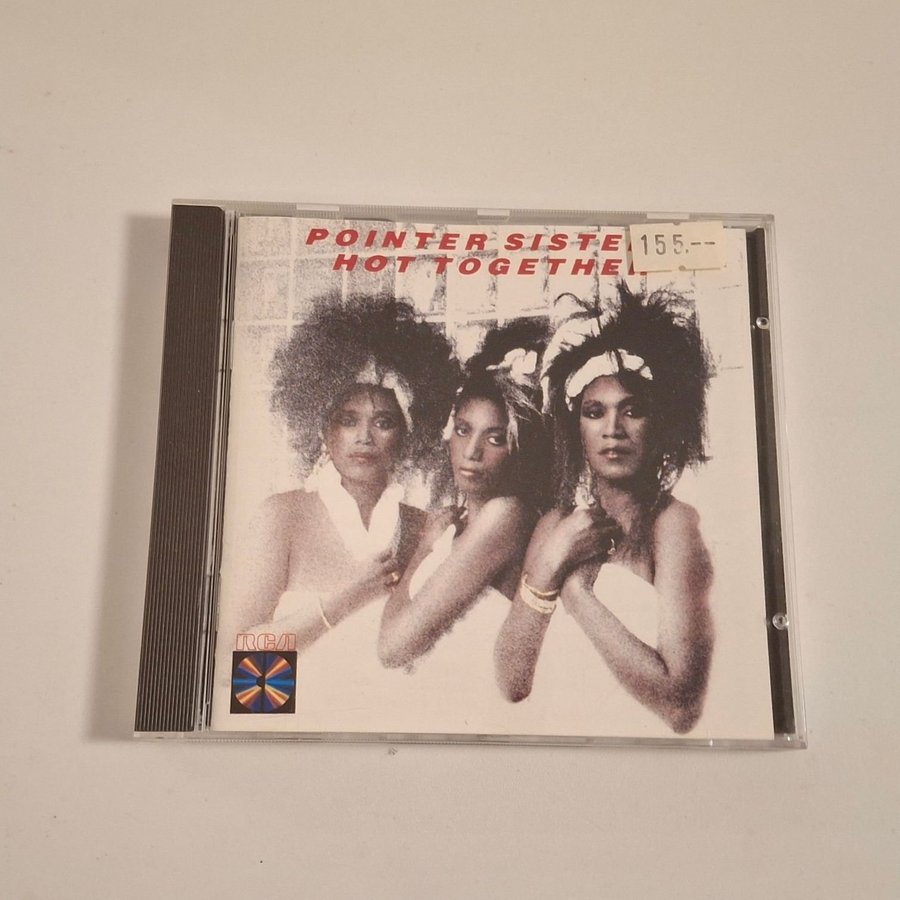 POINTER SISTE
155.--
HOT TOGETHE
RCA